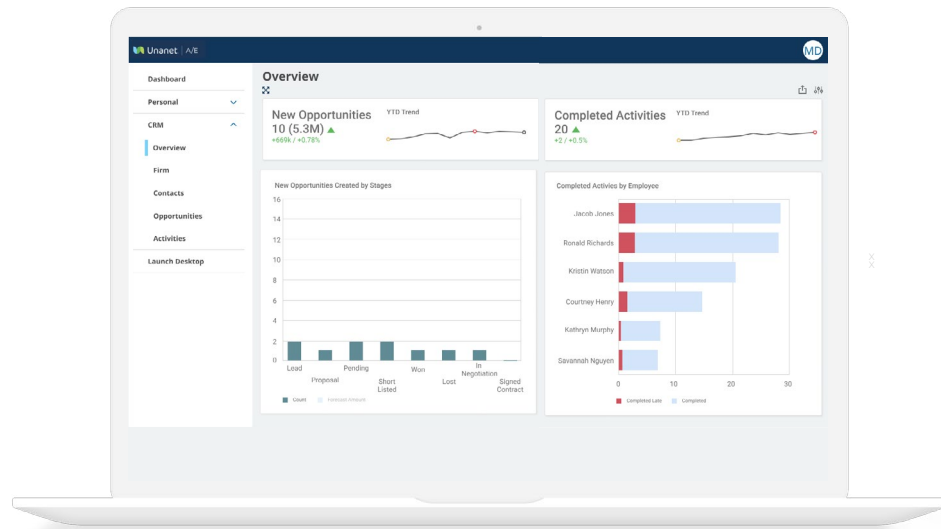 Unanet | A/E
MD
Dashboard
Personal
CRM
Overview
Firm
Contacts
Opportunities
Activities
Launch Desktop
Overview
New Opportunities
10 (5.3M)
+669k / +0.78%
YTD Trend
Completed Activities
20
+2 / +0.5%
YTD Trend
New Opportunities Created by Stages
16
14
12
10
8
6
4
2
0
Lead
Proposal
Pending
Short
Listed
Won
Lost
In
Negotiation
Signed
Contract
Count
Forecast Amount
Completed Activies by Employee
Jacob Jones
Ronald Richards
Kristin Watson
Courtney Henry
Kathryn Murphy
Savannah Nguyen
0
10
20
30
Completed Late
Completed
X
X